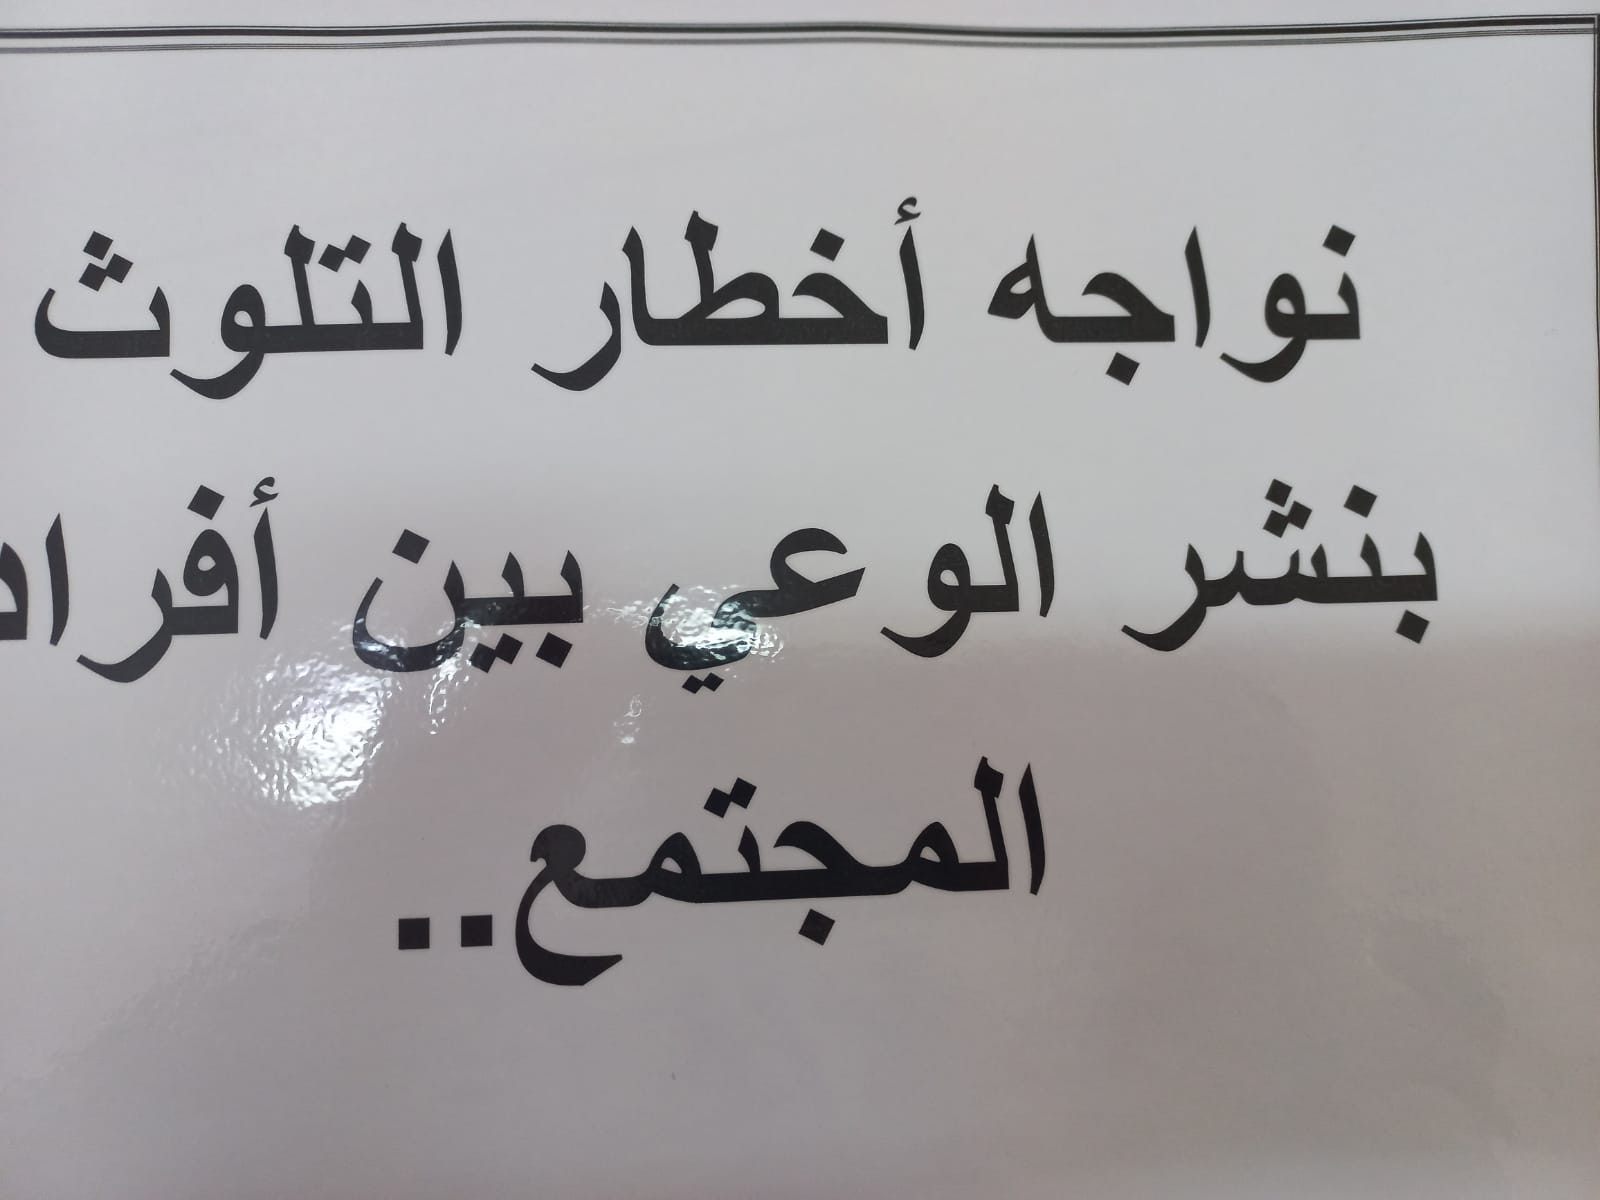 نواجه أخطار التلوث
بنشر الوعي بين أفراد
المجتمع..